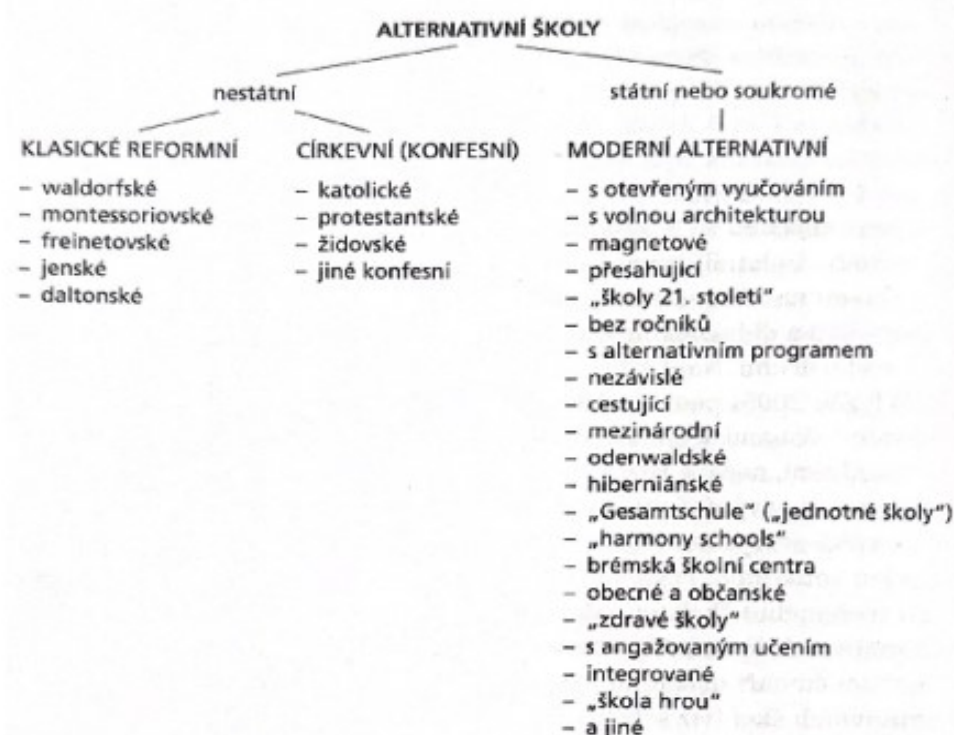 ALTERNATIVNÍ ŠKOLY
nestátní
státní nebo soukromé
KLASICKÉ REFORMNÍ
– waldorfské
– montessoriovské
– freinetovské
– jenské
– daltonské
CÍRKEVNÍ (KONFESNÍ)
– katolické
– protestantské
– židovské
– jiné konfesní
MODERNÍ ALTERNATIVNÍ
– s otevřeným vyučováním
– s volnou architekturou
– magnetové
– přesahující
– „školy 21. století"
– bez ročníků
– s alternativním programem
– nezávislé
– cestující
– mezinárodní
– odenwaldské
– hiberniánské
– „Gesamtschule" („jednotné školy")
– „harmony schools"
– brémská školní centra
– obecné a občanské
– „zdravé školy"
– s angažovaným učením
– integrované
– „škola hrou"
– a jiné